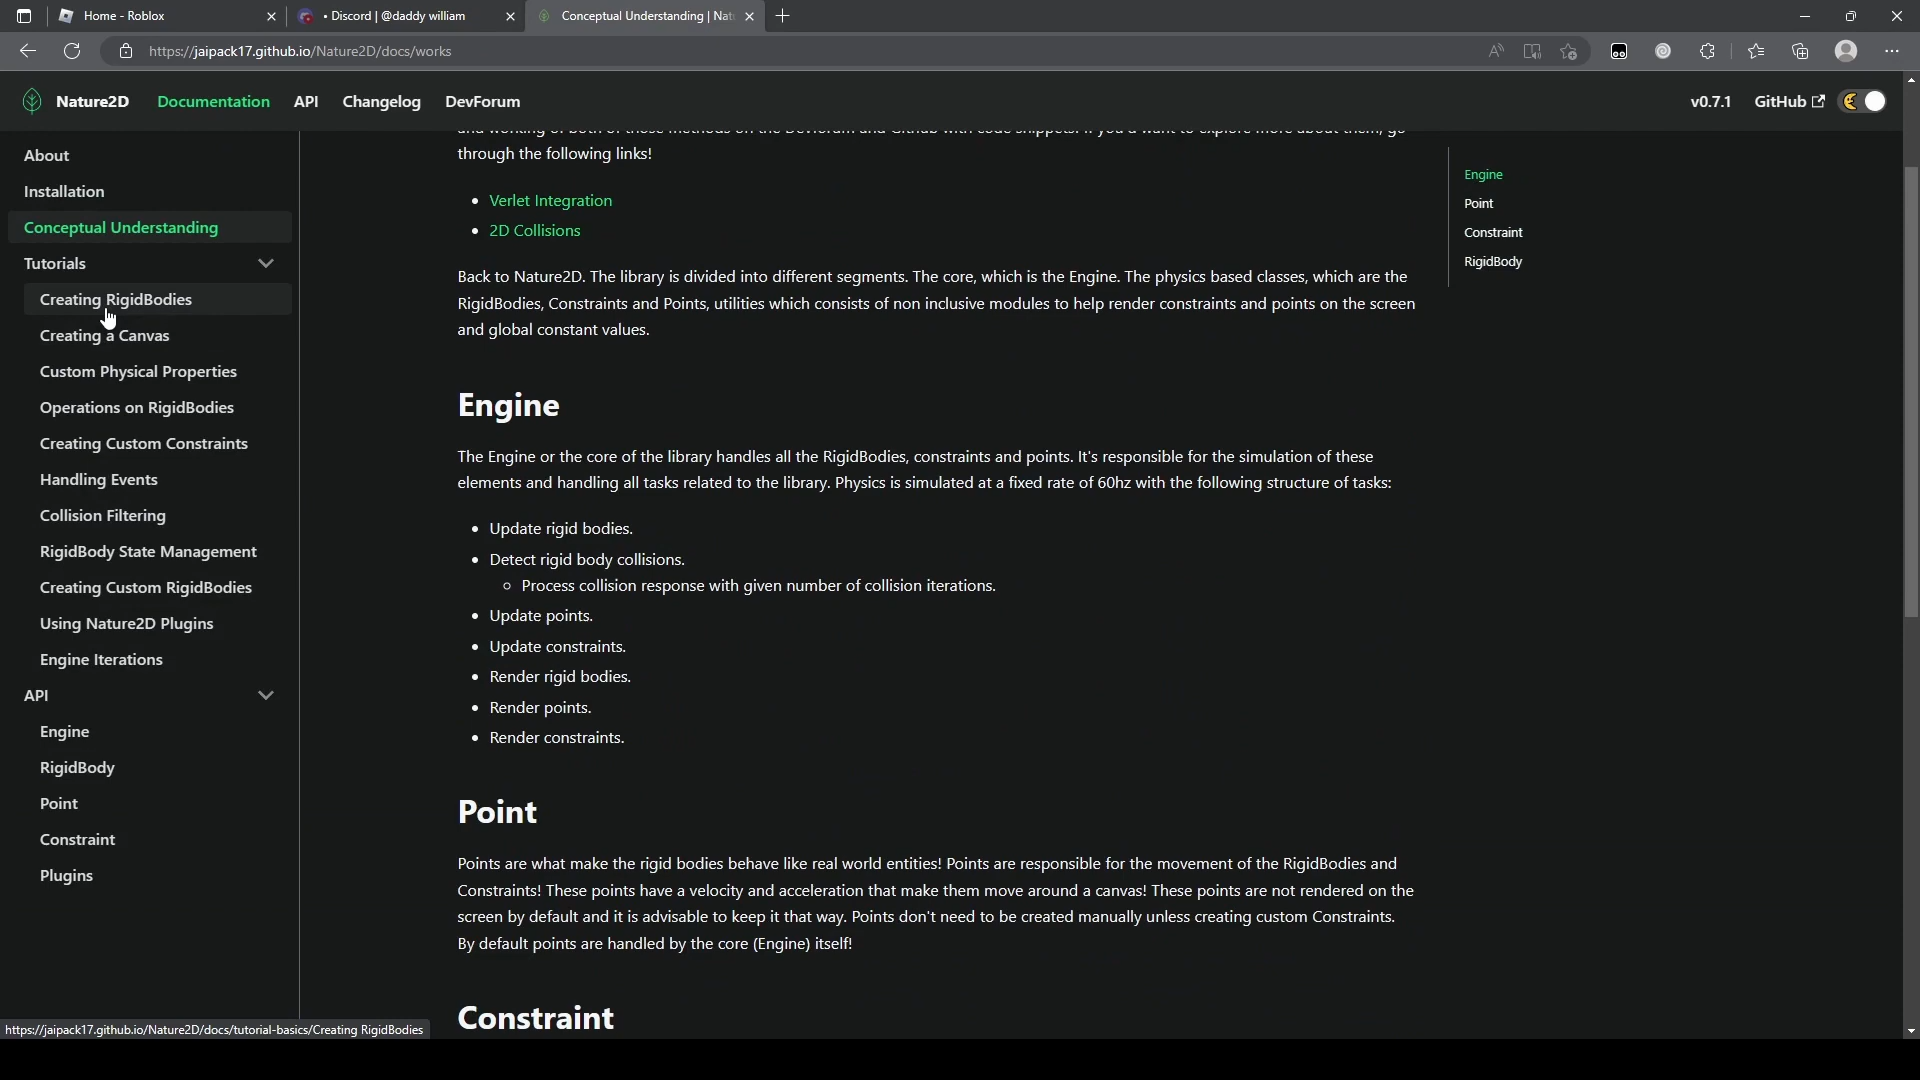 Home - Roblox
• Discord | @daddy william
Conceptual Understanding | Nat
https://jaipack17.github.io/Nature2D/docs/works
Nature2D
Documentation
API
Changelog
DevForum
v0.7.1
GitHub
About
Installation
Conceptual Understanding
Tutorials
Creating RigidBodies
Creating a Canvas
Custom Physical Properties
Operations on RigidBodies
Creating Custom Constraints
Handling Events
Collision Filtering
RigidBody State Management
Creating Custom RigidBodies
Using Nature2D Plugins
Engine Iterations
API
Engine
RigidBody
Point
Constraint
Plugins
and working of both of those methods on the Devforum and Github with code snippets. If you'd want to explore more about them, go
through the following links!
• Verlet Integration
• 2D Collisions
Back to Nature2D. The library is divided into different segments. The core, which is the Engine. The physics based classes, which are the
RigidBodies, Constraints and Points, utilities which consists of non inclusive modules to help render constraints and points on the screen
and global constant values.
Engine
The Engine or the core of the library handles all the RigidBodies, constraints and points. It's responsible for the simulation of these
elements and handling all tasks related to the library. Physics is simulated at a fixed rate of 60hz with the following structure of tasks:
• Update rigid bodies.
• Detect rigid body collisions.
○ Process collision response with given number of collision iterations.
• Update points.
• Update constraints.
• Render rigid bodies.
• Render points.
• Render constraints.
Point
Points are what make the rigid bodies behave like real world entities! Points are responsible for the movement of the RigidBodies and
Constraints! These points have a velocity and acceleration that make them move around a canvas! These points are not rendered on the
screen by default and it is advisable to keep it that way. Points don't need to be created manually unless creating custom Constraints.
By default points are handled by the core (Engine) itself!
Constraint
Engine
Point
Constraint
RigidBody
https://jaipack17.github.io/Nature2D/docs/tutorial-basics/Creating RigidBodies